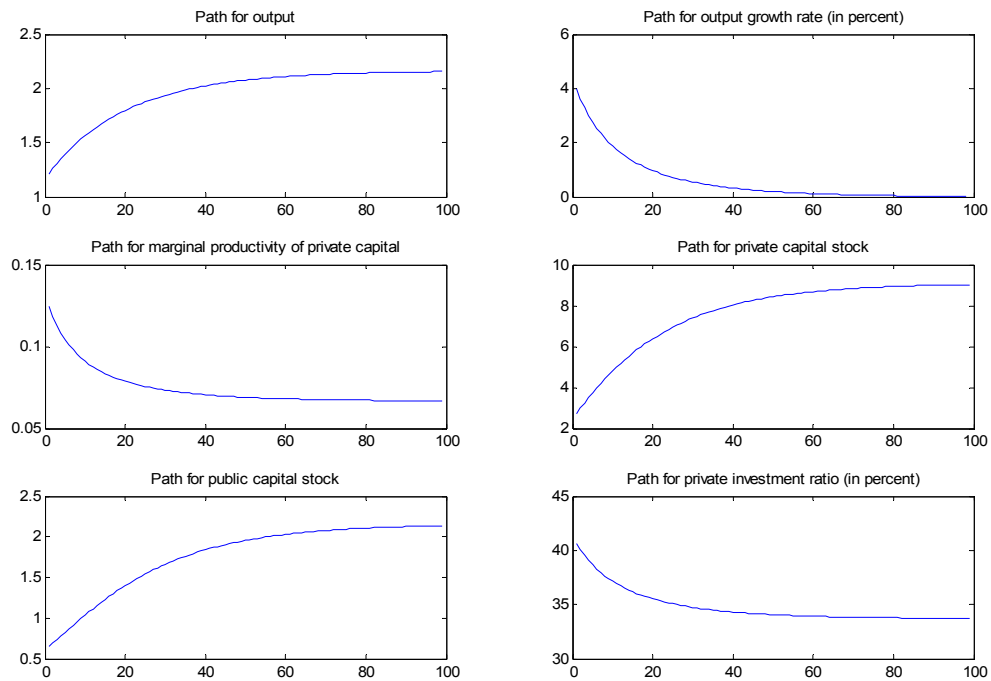 Path for output
2.5
2
1.5
1
0 20 40 60 80 100
Path for output growth rate (in percent)
6
4
2
0
0 20 40 60 80 100
Path for marginal productivity of private capital
0.15
0.1
0.05
0 20 40 60 80 100
Path for private capital stock
10
8
6
4
2
0 20 40 60 80 100
Path for public capital stock
2.5
2
1.5
1
0.5
0 20 40 60 80 100
Path for private investment ratio (in percent)
45
40
35
30
0 20 40 60 80 100